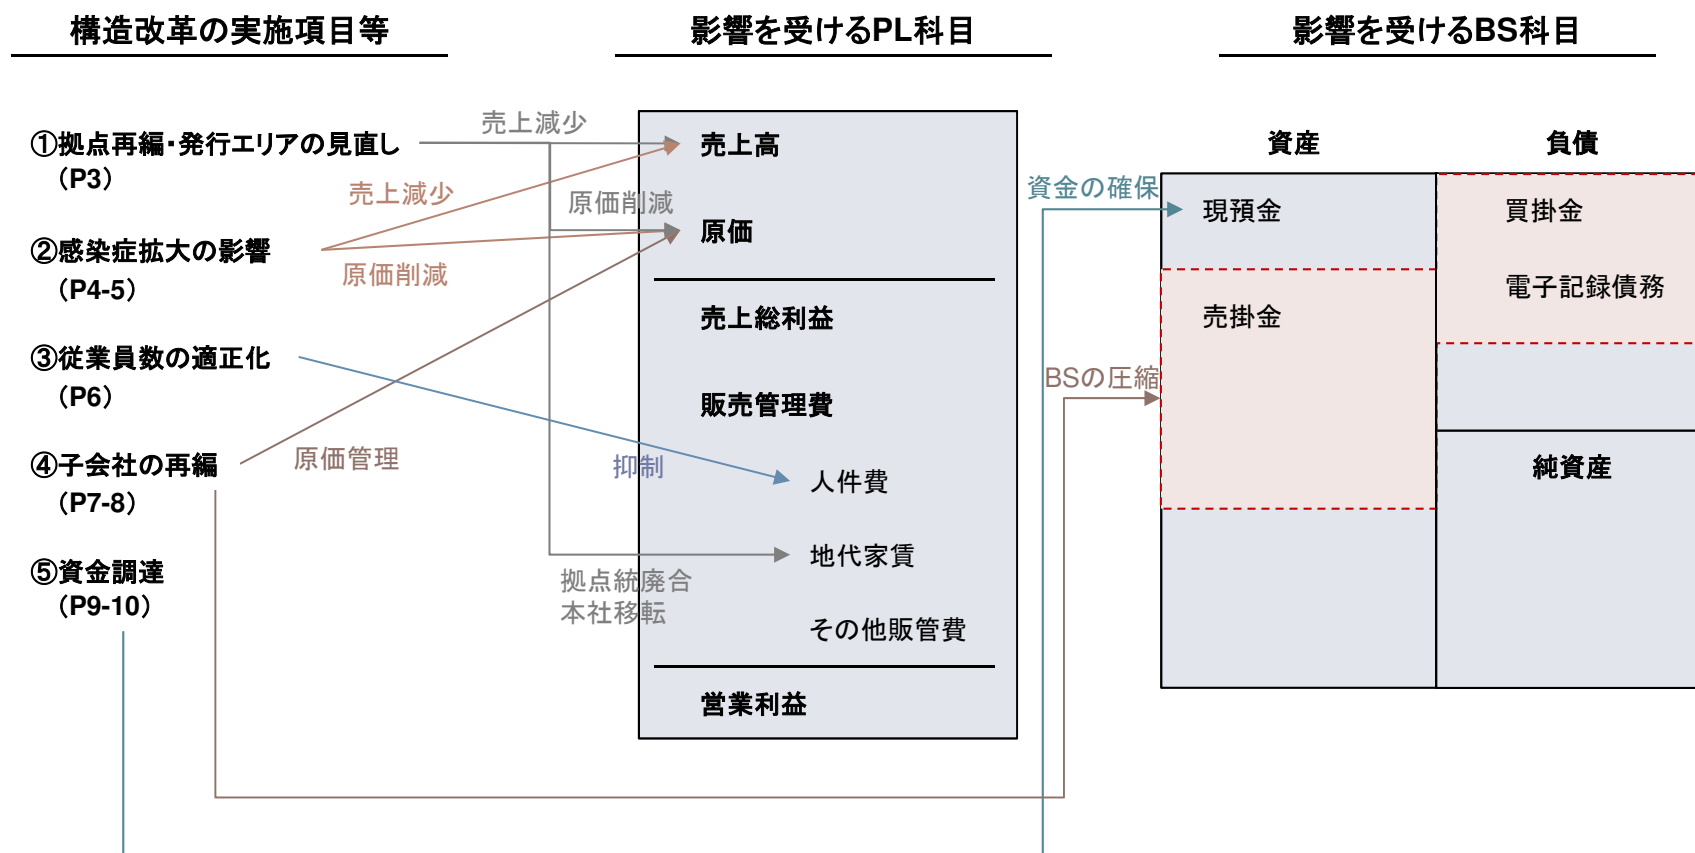 構造改革の実施項目等
影響を受けるPL科目
影響を受けるBS科目
①拠点再編・発行エリアの見直し
（P3）
②感染症拡大の影響
（P4-5）
③従業員数の適正化
（P6）
④子会社の再編
（P7-8）
⑤資金調達
（P9-10）
売上減少
売上減少
原価削減
原価削減
原価管理
抑制
拠点統廃合
本社移転
売上高
原価
売上総利益
販売管理費
人件費
地代家賃
その他販管費
営業利益
資金の確保
BSの圧縮
資産
負債
現預金
売掛金
買掛金
電子記録債務
純資産